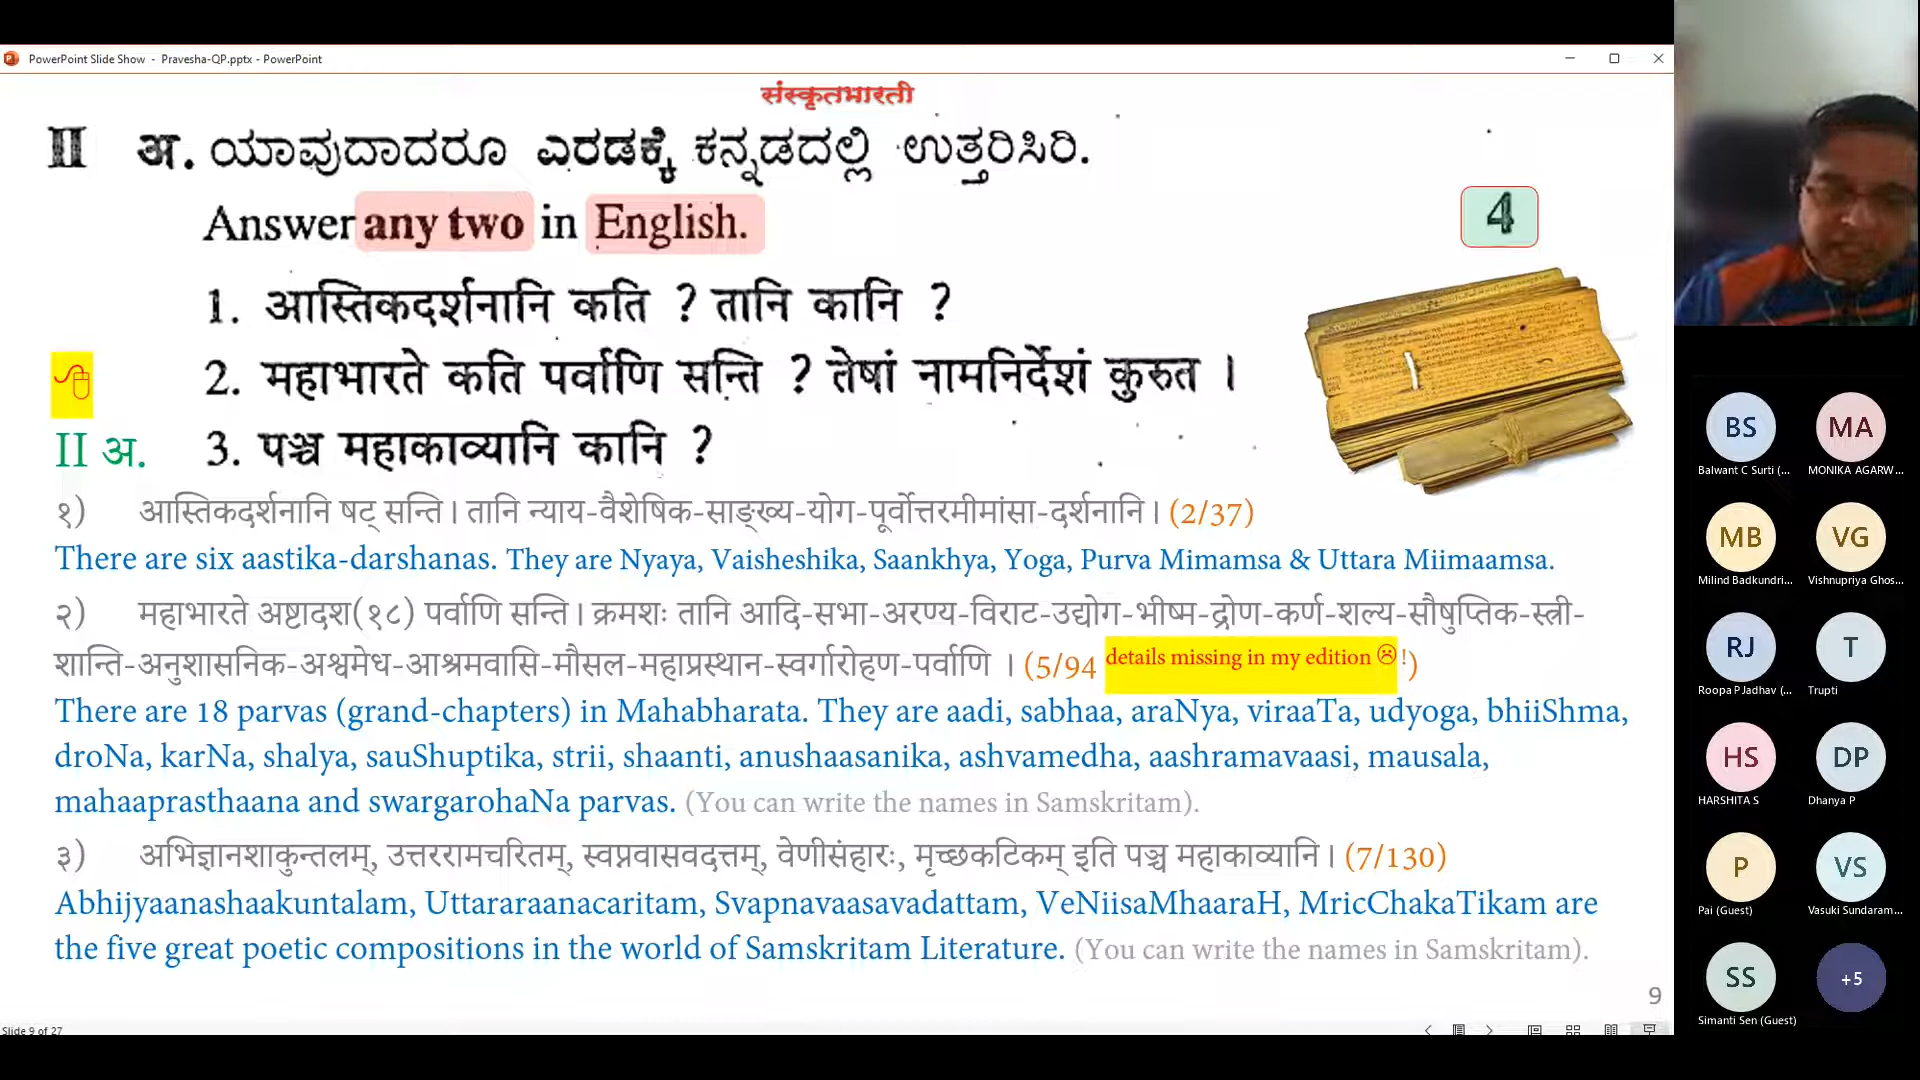 PowerPoint Slide Show - Pravesha-QP.pptx - PowerPoint
संस्कृतभारती
II अ. ಯಾವುದಾದರೂ ಎರಡಕ್ಕೆ ಕನ್ನಡದಲ್ಲಿ ಉತ್ತರಿಸಿರಿ.
Answer any two in English. 4
1. आस्तिकदर्शनानि कति ? तानि कानि ?
2. महाभारते कति पर्वाणि सन्ति ? तेषां नामनिर्देशं कुरुत ।
II अ. 3. पञ्च महाकाव्यानि कानि ?
१) आस्तिकदर्शनानि षट् सन्ति। तानि न्याय-वैशेषिक-साङ्ख्य-योग-पूर्वोत्तरमीमांसा-दर्शनानि। (2/37)
There are six aastika-darshanas. They are Nyaya, Vaisheshika, Saankhya, Yoga, Purva Mimamsa & Uttara Miimaamsa.
२) महाभारते अष्टादश(१८) पर्वाणि सन्ति। क्रमशः तानि आदि-सभा-अरण्य-विराट-उद्योग-भीष्म-द्रोण-कर्ण-शल्य-सौषुप्तिक-स्त्री-
शान्ति-अनुशासनिक-अश्वमेध-आश्रमवासि-मौसल-महाप्रस्थान-स्वर्गारोहण-पर्वाणि । (5/94 details missing in my edition ☹!)
There are 18 parvas (grand-chapters) in Mahabharata. They are aadi, sabhaa, araNya, viraaTa, udyoga, bhiiShma,
droNa, karNa, shalya, sauShuptika, strii, shaanti, anushaasanika, ashvamedha, aashramavaasi, mausala,
mahaaprasthaana and swargarohaNa parvas. (You can write the names in Samskritam).
३) अभिज्ञानशाकुन्तलम्, उत्तररामचरितम्, स्वप्नवासवदत्तम्, वेणीसंहारः, मृच्छकटिकम् इति पञ्च महाकाव्यानि। (7/130)
Abhijyaanashaakuntalam, Uttararaanacaritam, Svapnavaasavadattam, VeNiisaMhaaraH, MricChakaTikam are
the five great poetic compositions in the world of Samskritam Literature. (You can write the names in Samskritam).
9
Slide 9 of 27
BS MA
Balwant C Surti (... MONIKA AGARW...
MB VG
Milind Badkundri... Vishnupriya Ghos...
RJ T
Roopa P Jadhav (... Trupti
HS DP
HARSHITA S Dhanya P
P VS
Pai (Guest) Vasuki Sundaram...
SS +5
Simanti Sen (Guest)